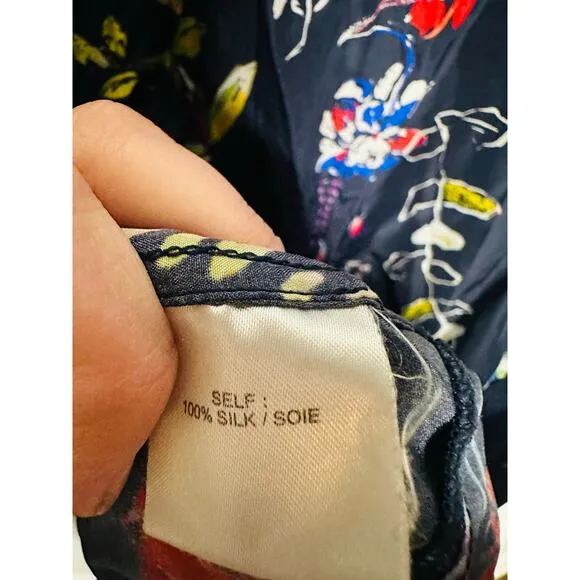 SELF :
100% SILK / SOIE